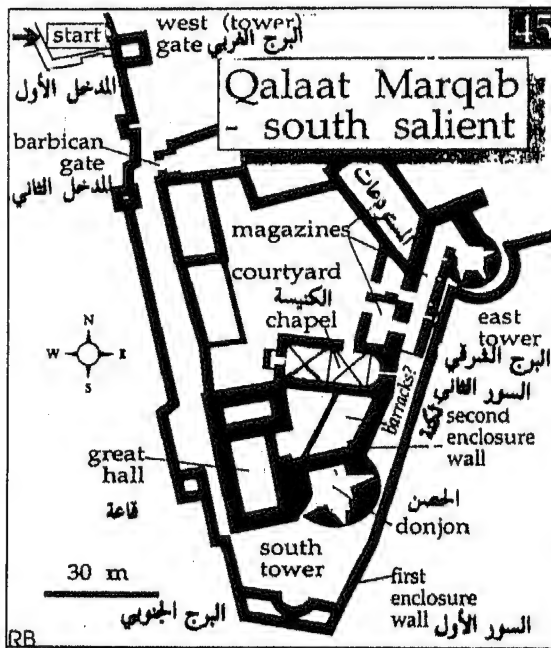 45
start
west (tower)
gate
البرج الغربي
المدخل الأول
Qalaat Marqab
- south salient
barbican
gate
المدخل الثاني
المستودعات
magazines
courtyard
الكنيسة
chapel
N
W
E
S
east
tower
البرج الشرقي
السور الثاني
Barracks?
ثكنة
second
enclosure
wall
great
hall
قاعة
الحصن
donjon
south
tower
30 m
first
enclosure
wall
البرج الجنوبي
السور الأول
RB